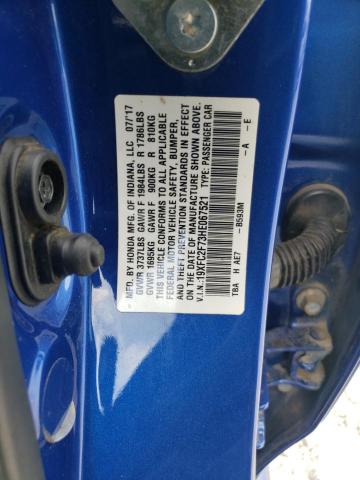 MFD. BY HONDA MFG. OF INDIANA, LLC 07/17
GVWR 3737LBS GAWR F 1984LBS R 1786LBS
GVWR 1695KG GAWR F 900KG R 810KG
THIS VEHICLE CONFORMS TO ALL APPLICABLE
FEDERAL MOTOR VEHICLE SAFETY, BUMPER,
AND THEFT PREVENTION STANDARDS IN EFFECT
ON THE DATE OF MANUFACTURE SHOWN ABOVE.
V.I.N.:19XFC2F73HE067521 TYPE: PASSENGER CAR
TBA H AE7 -B593M -A -E